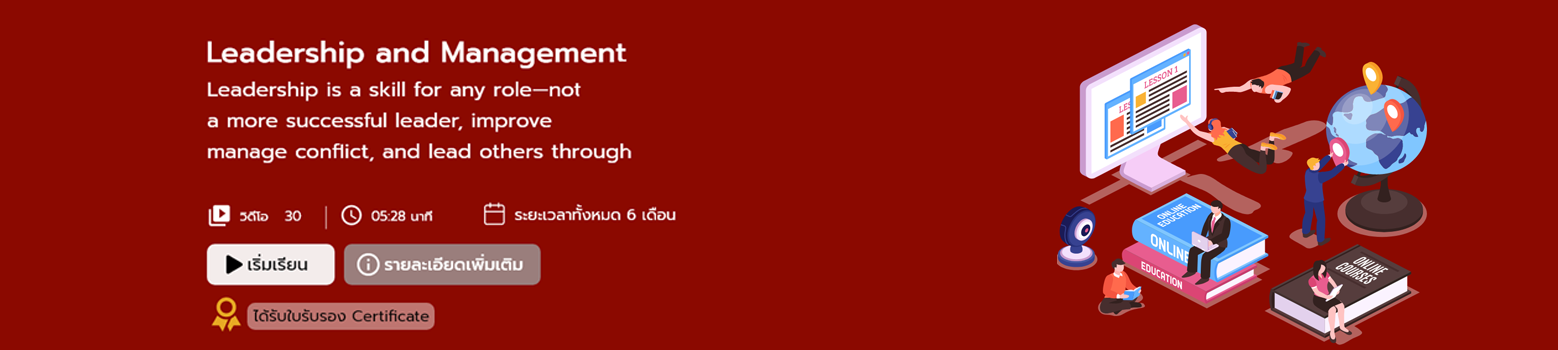 Leadership and Management
Leadership is a skill for any role—not
a more successful leader, improve
manage conflict, and lead others through
วิดีโอ 30
05:28 นาที
ระยะเวลาทั้งหมด 6 เดือน
เริ่มเรียน
รายละเอียดเพิ่มเติม
ได้รับใบรับรอง Certificate
LESSON 1
LES
ONLINE
EDUCATION
ONLINE
EDUCATION
ONLINE
COURSES